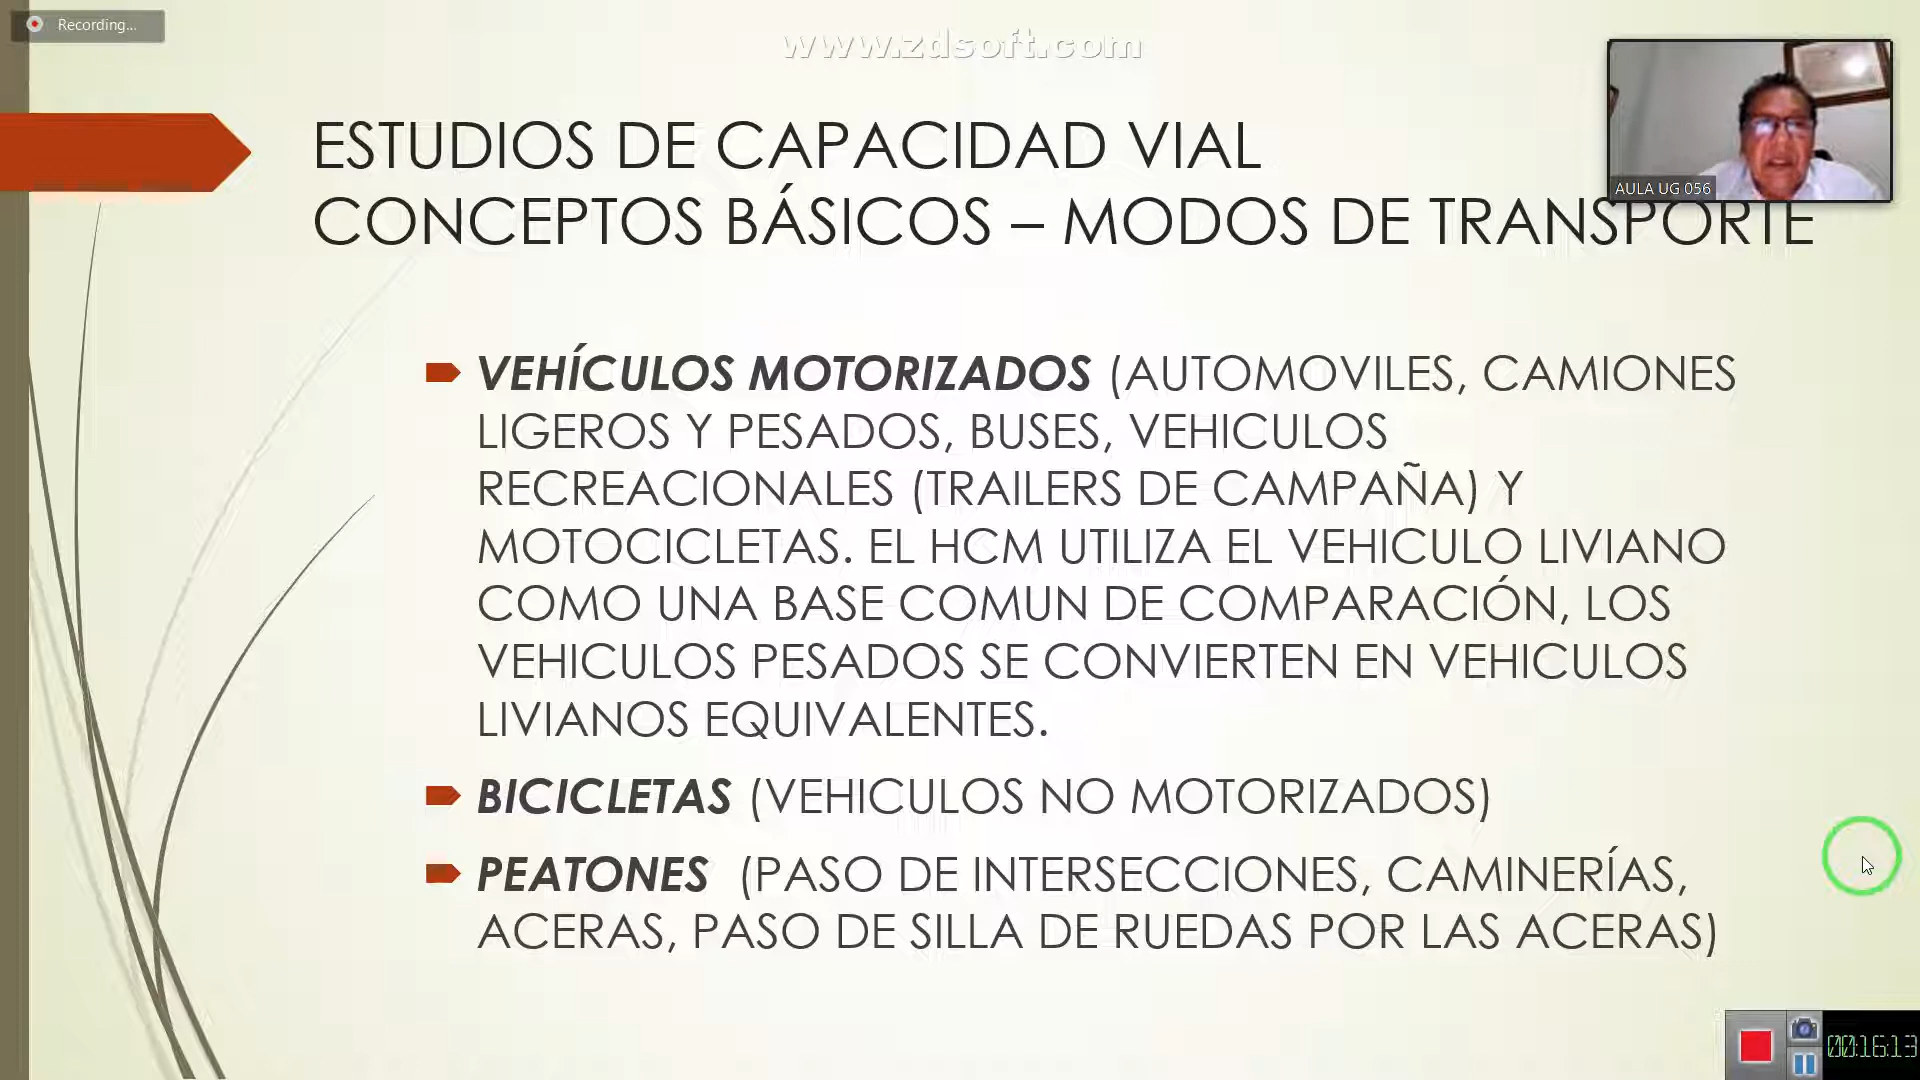 Recording...
www.zdsoft.com
AULA UG 056
ESTUDIOS DE CAPACIDAD VIAL
CONCEPTOS BÁSICOS – MODOS DE TRANSPORTE
VEHÍCULOS MOTORIZADOS (AUTOMOVILES, CAMIONES
LIGEROS Y PESADOS, BUSES, VEHICULOS
RECREACIONALES (TRAILERS DE CAMPAÑA) Y
MOTOCICLETAS. EL HCM UTILIZA EL VEHICULO LIVIANO
COMO UNA BASE COMUN DE COMPARACIÓN, LOS
VEHICULOS PESADOS SE CONVIERTEN EN VEHICULOS
LIVIANOS EQUIVALENTES.
BICICLETAS (VEHICULOS NO MOTORIZADOS)
PEATONES (PASO DE INTERSECCIONES, CAMINERÍAS,
ACERAS, PASO DE SILLA DE RUEDAS POR LAS ACERAS)
00:16:13